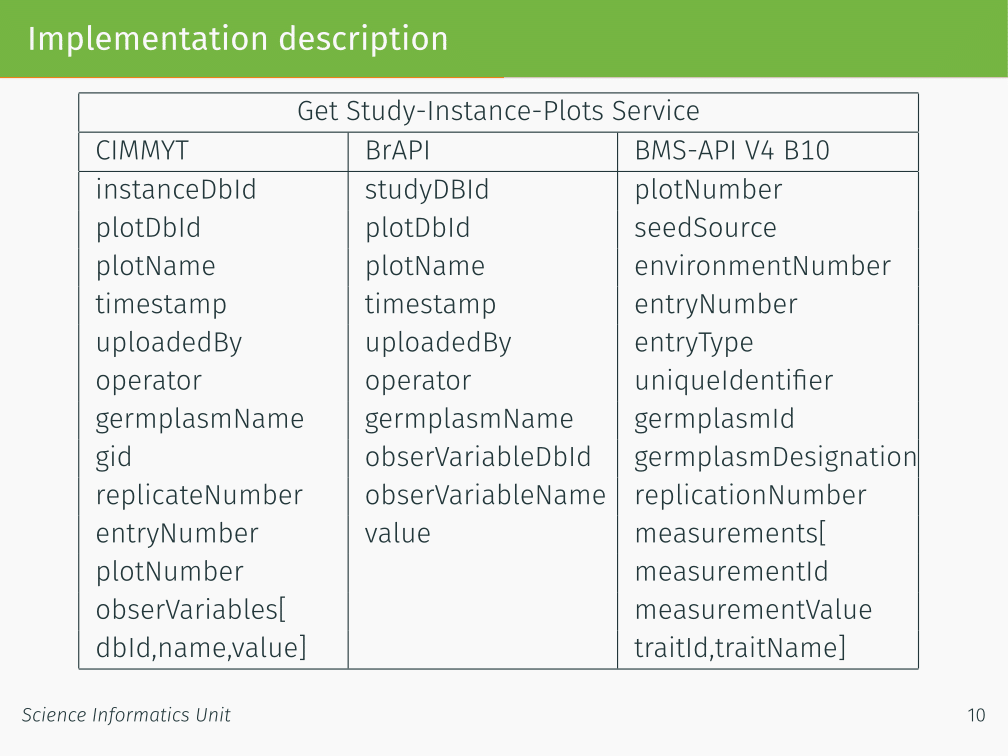 Implementation description
Get Study-Instance-Plots Service
CIMMYT BrAPI BMS-API V4 B10
instanceDbId studyDBId plotNumber
plotDbId plotDbId seedSource
plotName plotName environmentNumber
timestamp timestamp entryNumber
uploadedBy uploadedBy entryType
operator operator uniqueIdentifier
germplasmName germplasmName germplasmId
gid obserVariableDbId germplasmDesignation
replicateNumber obserVariableName replicationNumber
entryNumber value measurements[
plotNumber measurementId
obserVariables[ measurementValue
dbId,name,value] traitId,traitName]
Science Informatics Unit 10